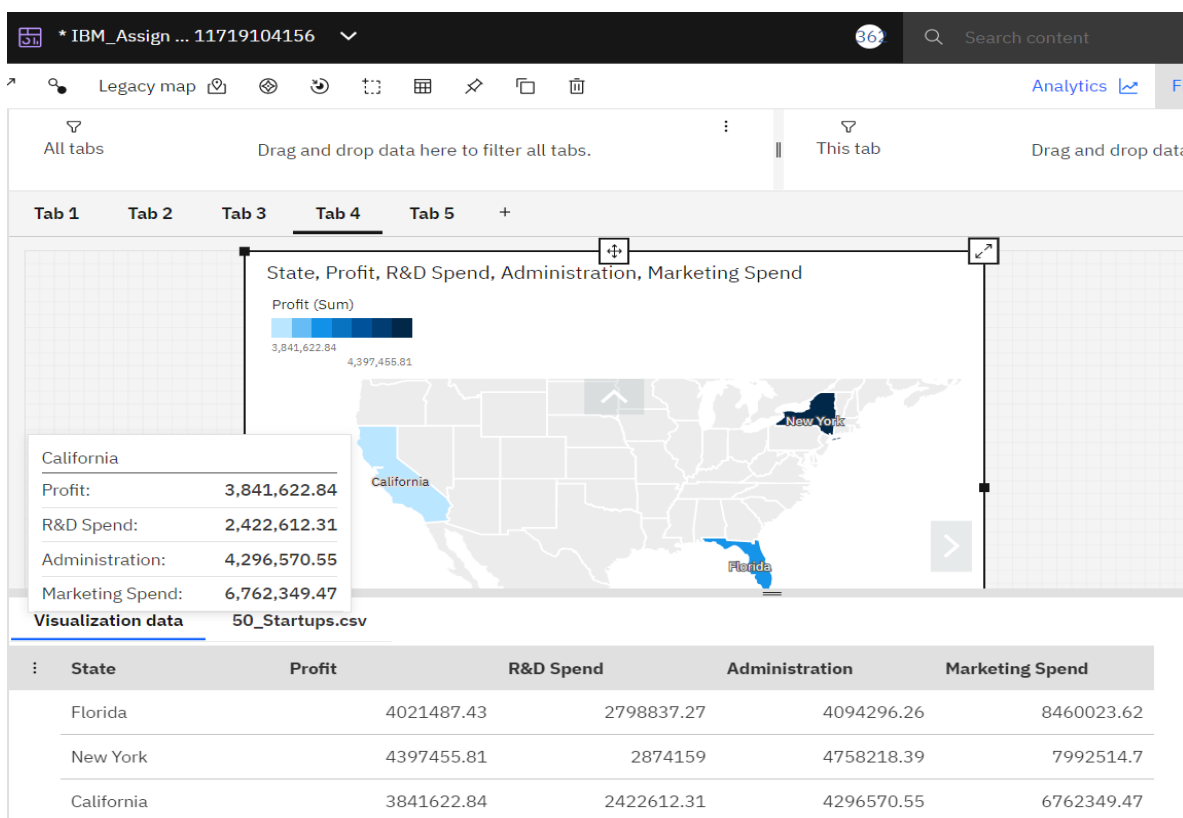 * IBM_Assign ... 11719104156
362
Search content
Legacy map
Analytics
F
All tabs
Drag and drop data here to filter all tabs.
This tab
Drag and drop data
Tab 1 Tab 2 Tab 3 Tab 4 Tab 5 +
State, Profit, R&D Spend, Administration, Marketing Spend
Profit (Sum)
3,841,622.84
4,397,455.81
New York
California
Florida
California
Profit: 3,841,622.84
R&D Spend: 2,422,612.31
Administration: 4,296,570.55
Marketing Spend: 6,762,349.47
Visualization data 50_Startups.csv
State Profit R&D Spend Administration Marketing Spend
Florida 4021487.43 2798837.27 4094296.26 8460023.62
New York 4397455.81 2874159 4758218.39 7992514.7
California 3841622.84 2422612.31 4296570.55 6762349.47